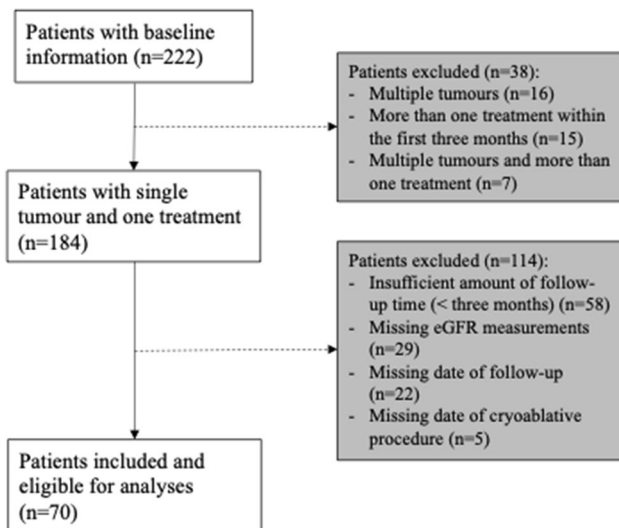 Patients with baseline
information (n=222)
Patients excluded (n=38):
- Multiple tumours (n=16)
- More than one treatment within
the first three months (n=15)
- Multiple tumours and more than
one treatment (n=7)
Patients with single
tumour and one treatment
(n=184)
Patients excluded (n=114):
- Insufficient amount of follow-
up time (< three months) (n=58)
- Missing eGFR measurements
(n=29)
- Missing date of follow-up
(n=22)
- Missing date of cryoablative
procedure (n=5)
Patients included and
eligible for analyses
(n=70)